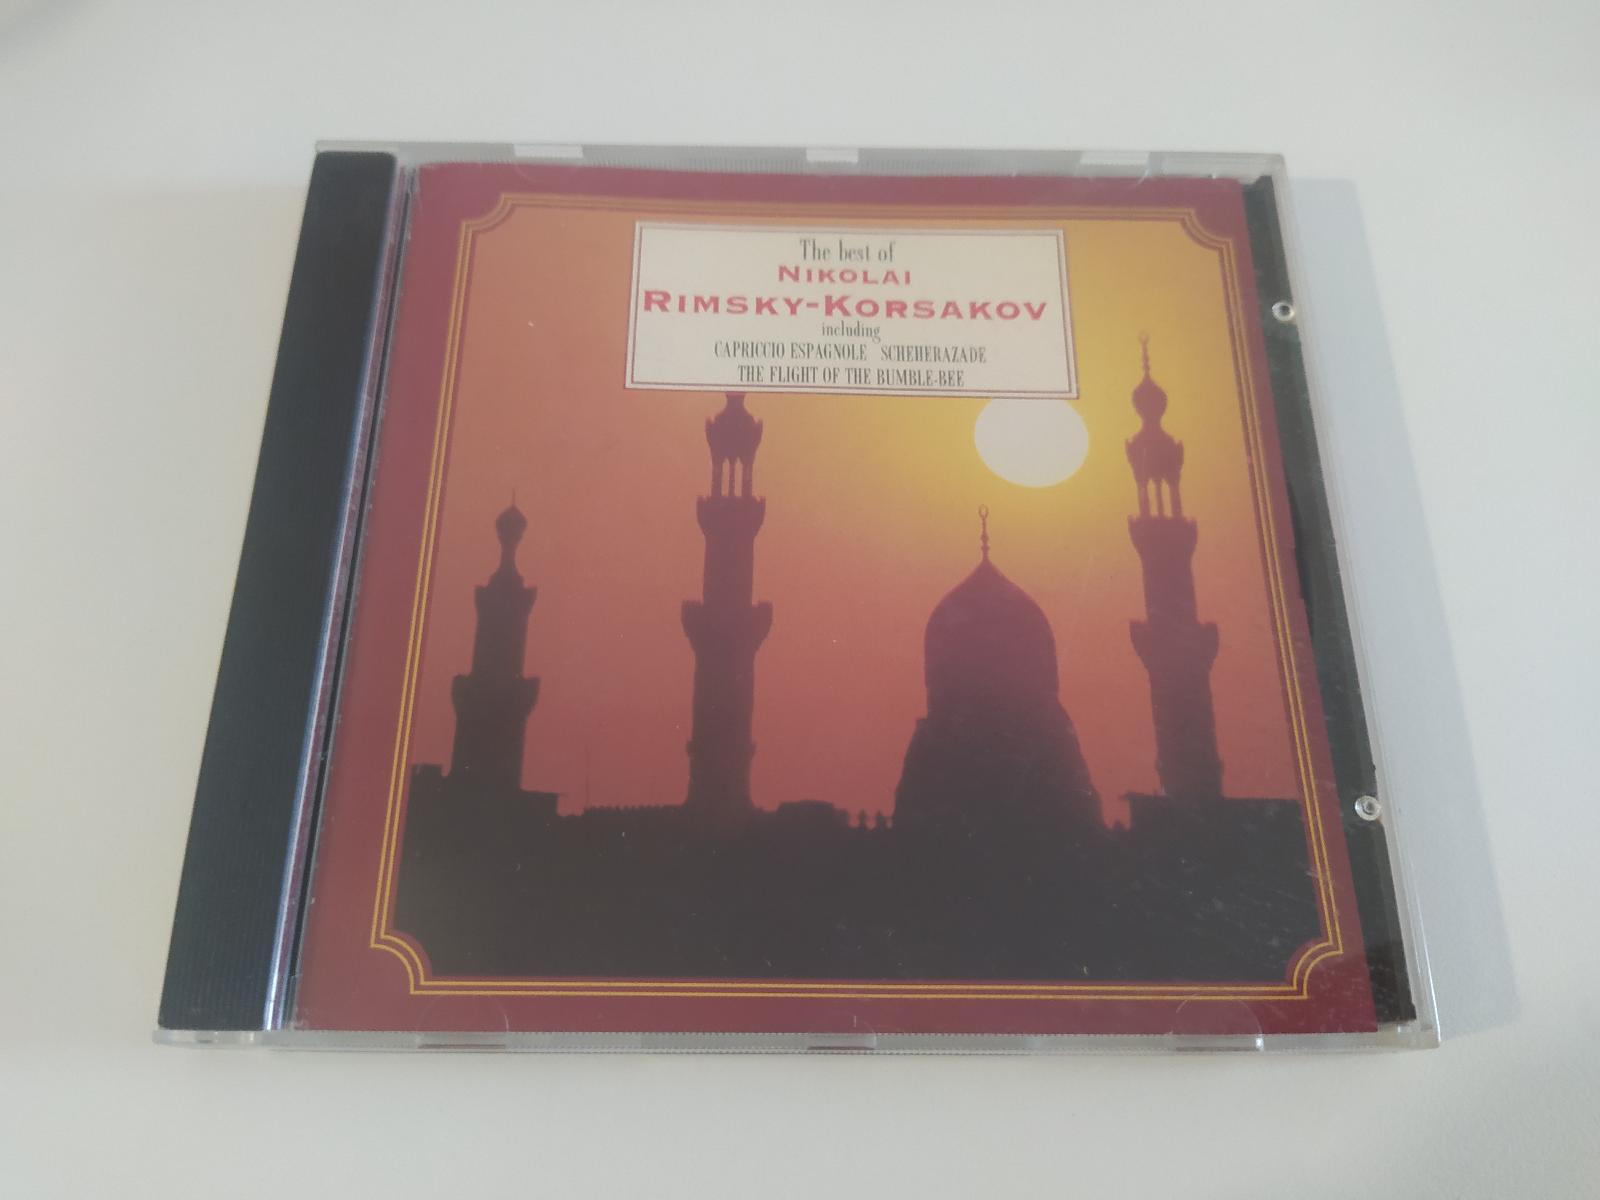 The best of
NIKOLAI
RIMSKY-KORSAKOV
including
CAPRICCIO ESPAGNOLE SCHEHERAZADE
THE FLIGHT OF THE BUMBLE-BEE